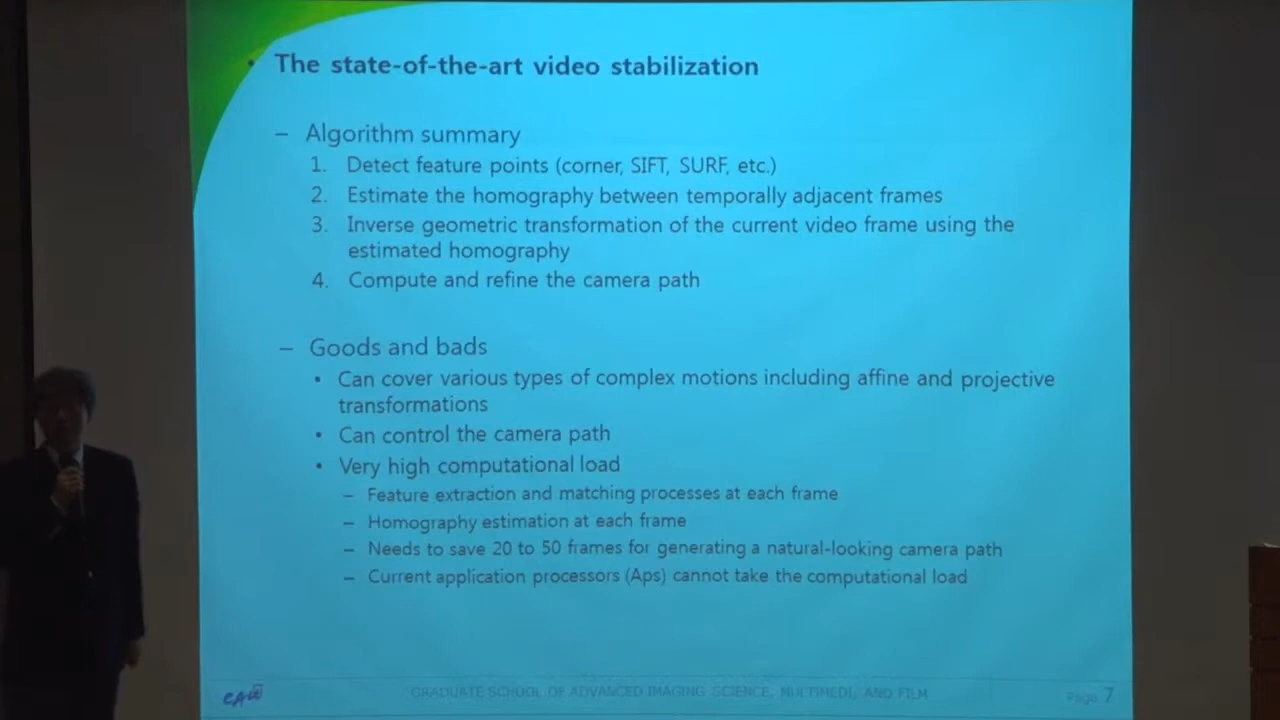 • The state-of-the-art video stabilization
– Algorithm summary
1. Detect feature points (corner, SIFT, SURF, etc.)
2. Estimate the homography between temporally adjacent frames
3. Inverse geometric transformation of the current video frame using the
estimated homography
4. Compute and refine the camera path
– Goods and bads
• Can cover various types of complex motions including affine and projective
transformations
• Can control the camera path
• Very high computational load
– Feature extraction and matching processes at each frame
– Homography estimation at each frame
– Needs to save 20 to 50 frames for generating a natural-looking camera path
– Current application processors (Aps) cannot take the computational load
GRADUATE SCHOOL OF ADVANCED IMAGING SCIENCE, MULTIMEDI, AND FILM
Page 7